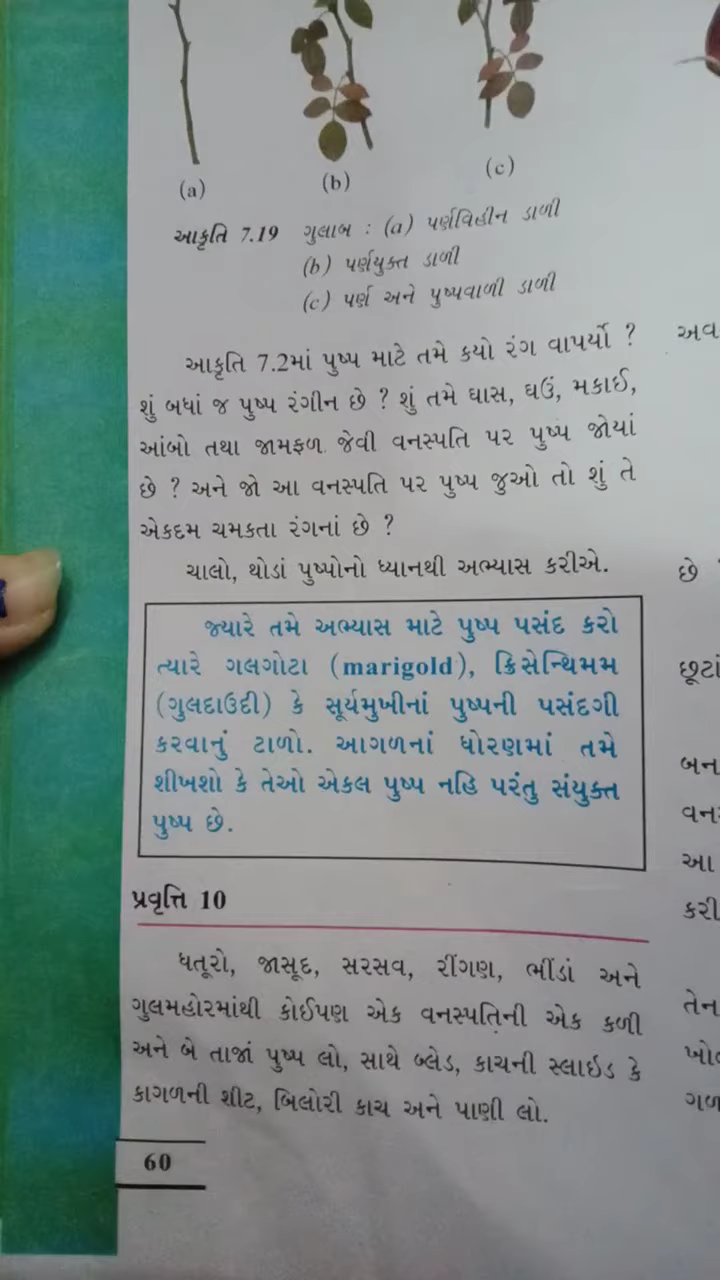 (a)
(b)
(c)
આકૃતિ 7.19 ગુલાબ : (a) પર્ણવિહીન ડાળી
(b) પર્ણયુક્ત ડાળી
(c) પર્ણ અને પુષ્પવાળી ડાળી
આકૃતિ 7.2માં પુષ્પ માટે તમે કયો રંગ વાપર્યો ?
શું બધાં જ પુષ્પ રંગીન છે ? શું તમે ઘાસ, ઘઉં, મકાઈ,
આંબો તથા જામફળ જેવી વનસ્પતિ પર પુષ્પ જોયાં
છે ? અને જો આ વનસ્પતિ પર પુષ્પ જુઓ તો શું તે
એકદમ ચમકતા રંગનાં છે ?
ચાલો, થોડાં પુષ્પોનો ધ્યાનથી અભ્યાસ કરીએ.
જ્યારે તમે અભ્યાસ માટે પુષ્પ પસંદ કરો
ત્યારે ગલગોટા (marigold), ક્રિસેન્થિમમ
(ગુલદાઉદી) કે સૂર્યમુખીનાં પુષ્પની પસંદગી
કરવાનું ટાળો. આગળનાં ધોરણમાં તમે
શીખશો કે તેઓ એકલ પુષ્પ નહિ પરંતુ સંયુક્ત
પુષ્પ છે.
પ્રવૃત્તિ 10
ધતૂરો, જાસૂદ, સરસવ, રીંગણ, ભીંડાં અને
ગુલમહોરમાંથી કોઈપણ એક વનસ્પતિની એક કળી
અને બે તાજાં પુષ્પ લો, સાથે બ્લેડ, કાચની સ્લાઇડ કે
કાગળની શીટ, બિલોરી કાચ અને પાણી લો.
60
અવ
છે
છૂટાં
બન
આ
કરી
તેન
ગળ